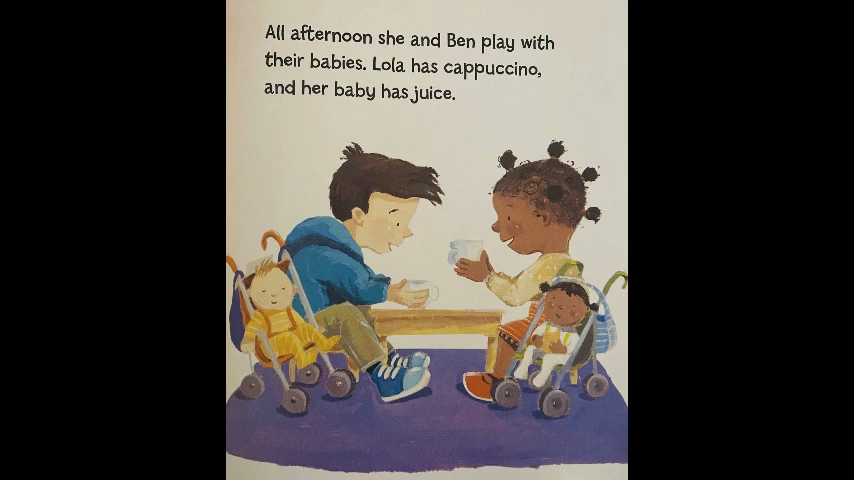 All afternoon she and Ben play with
their babies. Lola has cappuccino,
and her baby has juice.